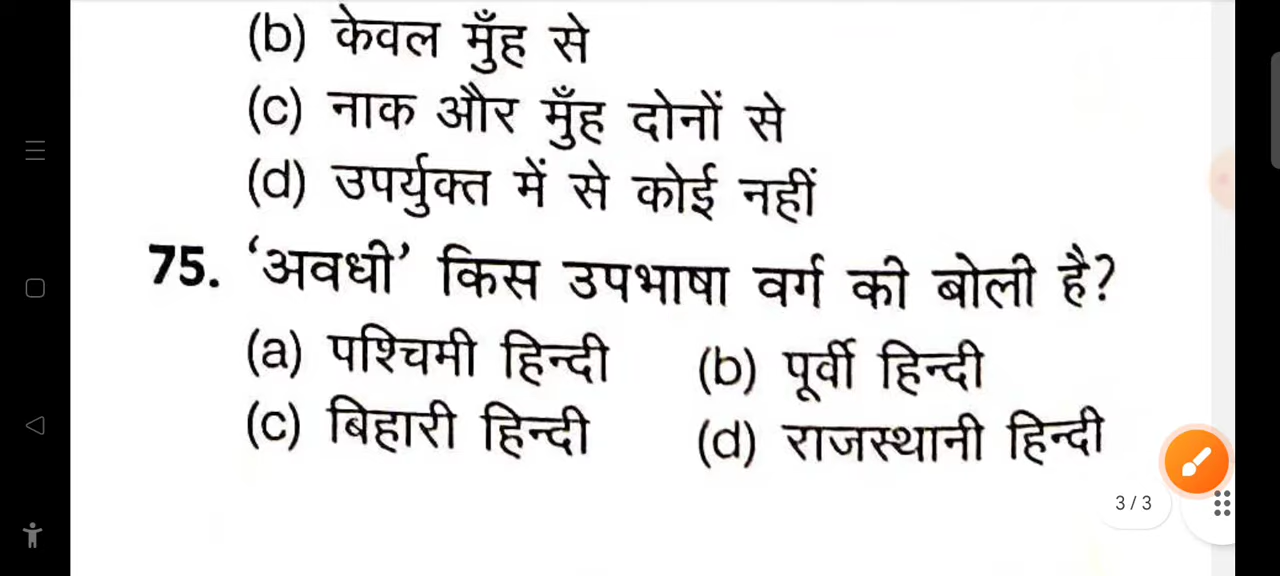 (b) केवल मुँह से
(c) नाक और मुँह दोनों से
(d) उपर्युक्त में से कोई नहीं
75. ‘अवधी’ किस उपभाषा वर्ग की बोली है?
(a) पश्चिमी हिन्दी (b) पूर्वी हिन्दी
(c) बिहारी हिन्दी (d) राजस्थानी हिन्दी
3 / 3